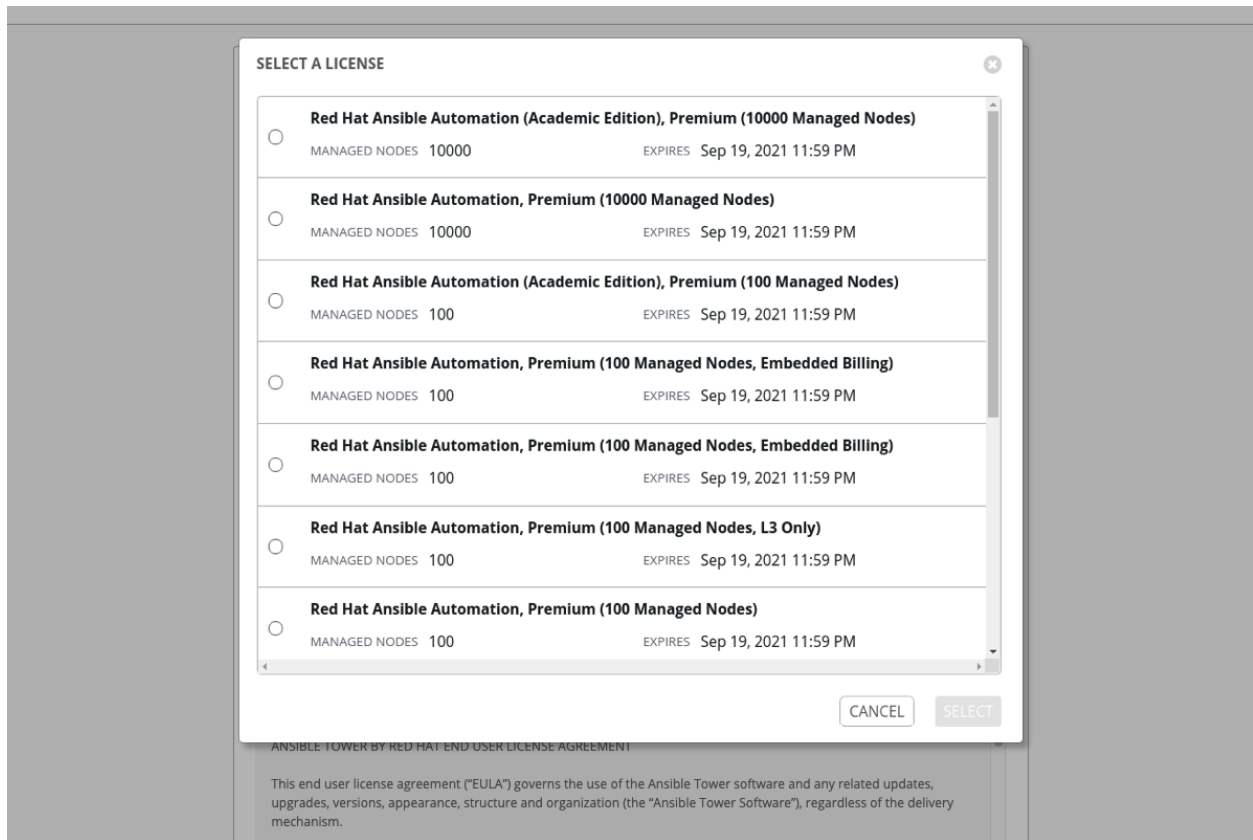 SELECT A LICENSE
Red Hat Ansible Automation (Academic Edition), Premium (10000 Managed Nodes)
MANAGED NODES 10000 EXPIRES Sep 19, 2021 11:59 PM
Red Hat Ansible Automation, Premium (10000 Managed Nodes)
MANAGED NODES 10000 EXPIRES Sep 19, 2021 11:59 PM
Red Hat Ansible Automation (Academic Edition), Premium (100 Managed Nodes)
MANAGED NODES 100 EXPIRES Sep 19, 2021 11:59 PM
Red Hat Ansible Automation, Premium (100 Managed Nodes, Embedded Billing)
MANAGED NODES 100 EXPIRES Sep 19, 2021 11:59 PM
Red Hat Ansible Automation, Premium (100 Managed Nodes, Embedded Billing)
MANAGED NODES 100 EXPIRES Sep 19, 2021 11:59 PM
Red Hat Ansible Automation, Premium (100 Managed Nodes, L3 Only)
MANAGED NODES 100 EXPIRES Sep 19, 2021 11:59 PM
Red Hat Ansible Automation, Premium (100 Managed Nodes)
MANAGED NODES 100 EXPIRES Sep 19, 2021 11:59 PM
CANCEL SELECT
ANSIBLE TOWER BY RED HAT END USER LICENSE AGREEMENT
This end user license agreement (“EULA”) governs the use of the Ansible Tower software and any related updates,
upgrades, versions, appearance, structure and organization (the “Ansible Tower Software”), regardless of the delivery
mechanism.